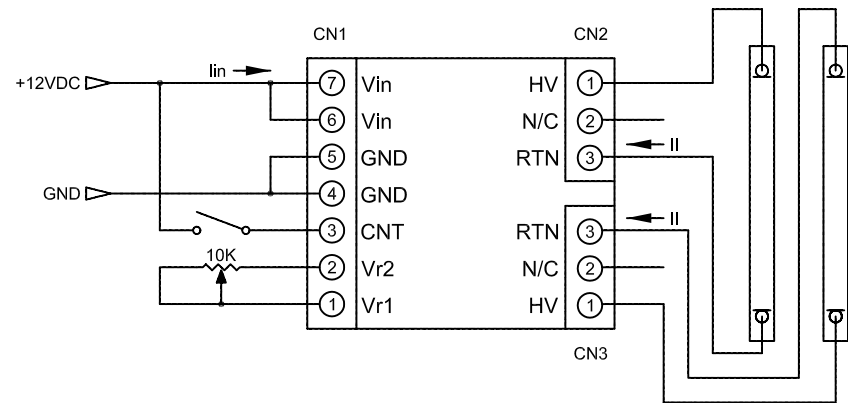 CN1 CN2
Iin
+12VDC 7 Vin HV 1
6 Vin N/C 2
5 GND RTN 3 Il
GND 4 GND
3 CNT RTN 3 Il
10K 2 Vr2 N/C 2
1 Vr1 HV 1
CN3